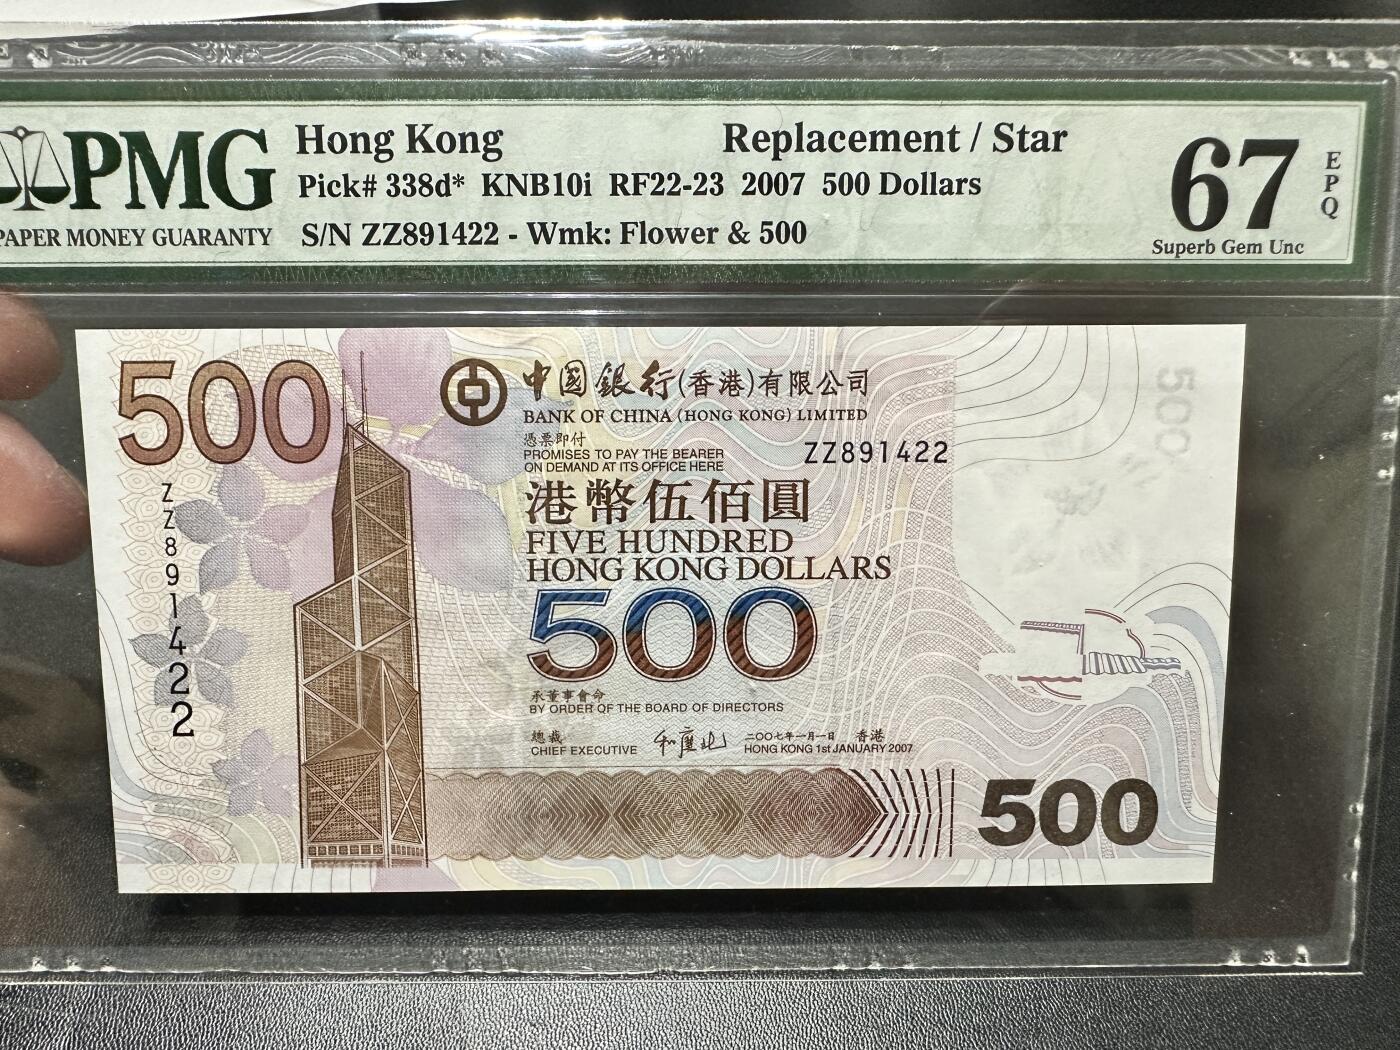 PMG
PAPER MONEY GUARANTY
Hong Kong
Replacement / Star
Pick# 338d* KNB10i RF22-23 2007 500 Dollars
S/N ZZ891422 - Wmk: Flower & 500
67
EPQ
Superb Gem Unc
500
中國銀行(香港)有限公司
BANK OF CHINA (HONG KONG) LIMITED
憑票即付
PROMISES TO PAY THE BEARER
ON DEMAND AT ITS OFFICE HERE
ZZ891422
500
ZZ891422
港幣伍佰圓
FIVE HUNDRED
HONG KONG DOLLARS
500
承董事會命
BY ORDER OF THE BOARD OF DIRECTORS
總裁
CHIEF EXECUTIVE
和廣北
二〇〇七年一月一日 香港
HONG KONG 1st JANUARY 2007
500